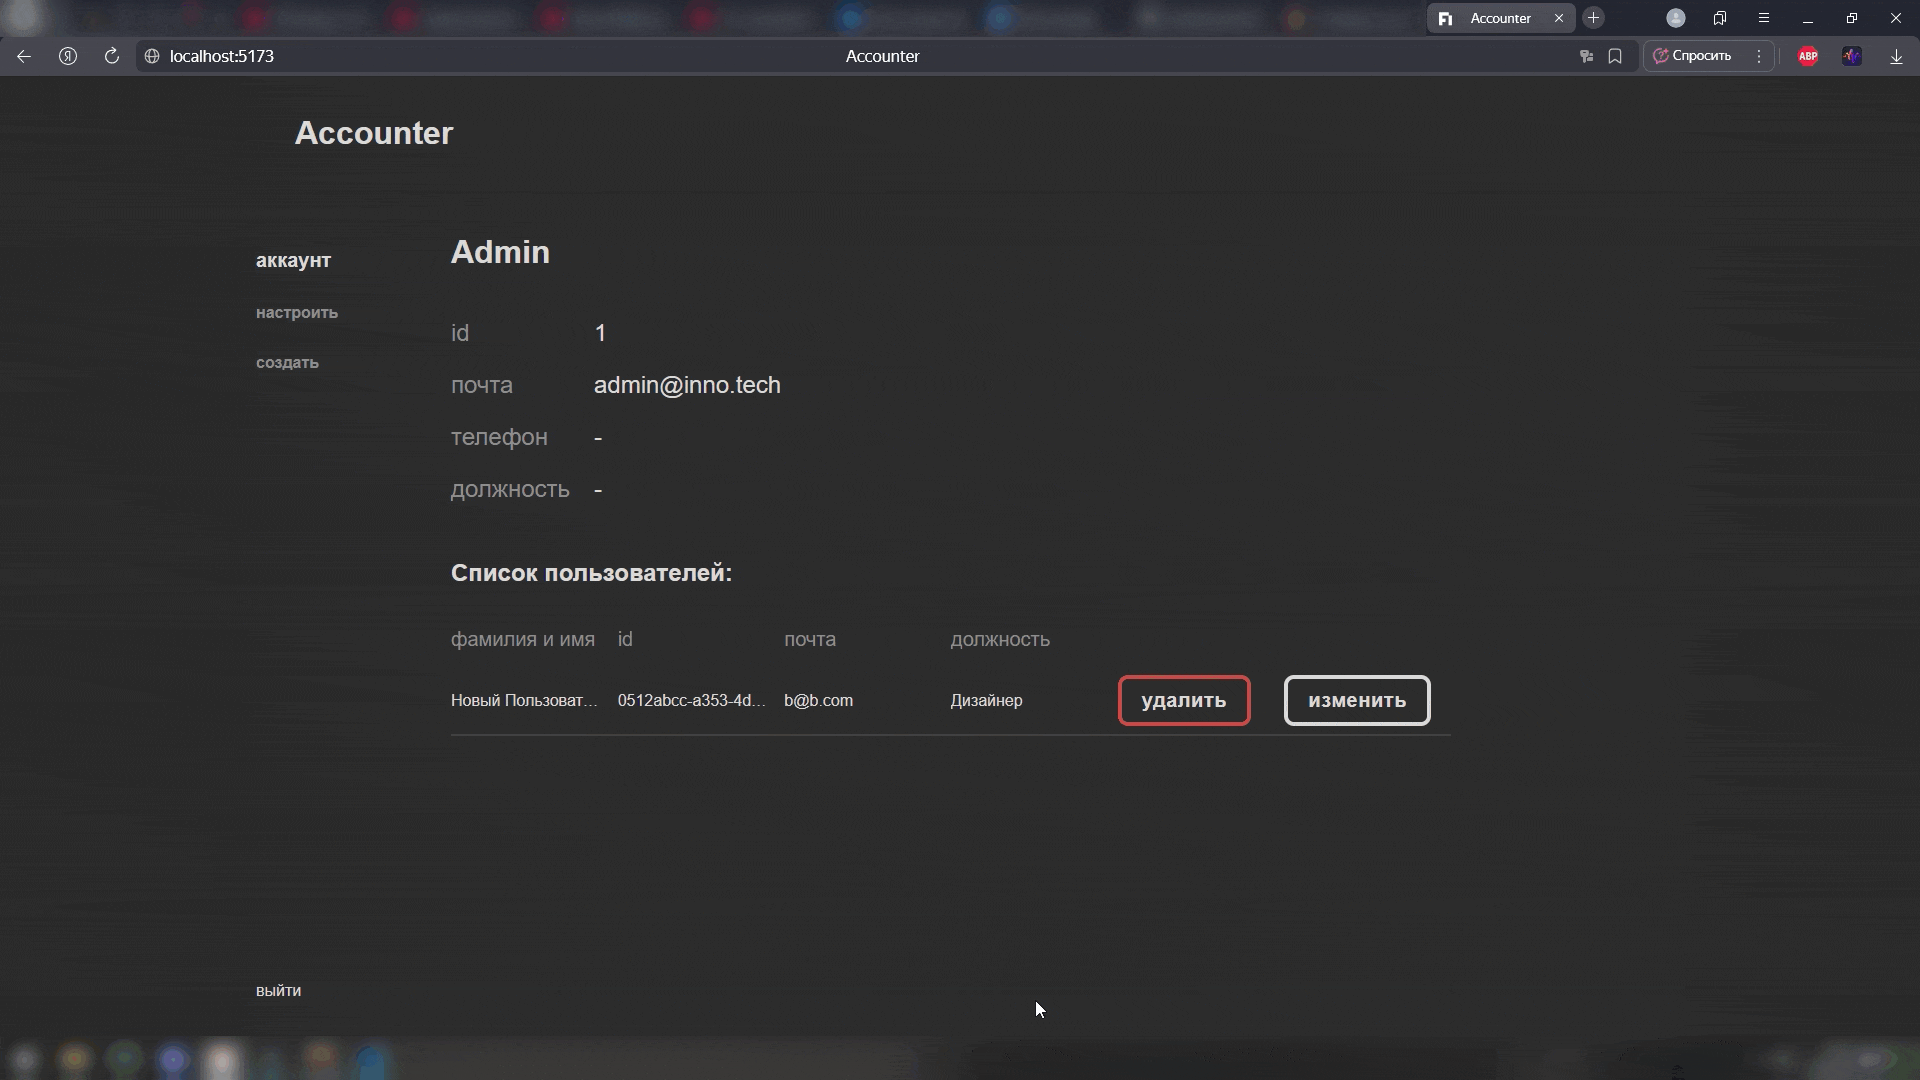 Accounter
localhost:5173
Accounter
Спросить
ABP
Accounter
аккаунт
настроить
создать
Admin
id 1
почта admin@inno.tech
телефон -
должность -
Список пользователей:
фамилия и имя id почта должность
Новый Пользоват... 0512abcc-a353-4d... b@b.com Дизайнер удалить изменить
выйти